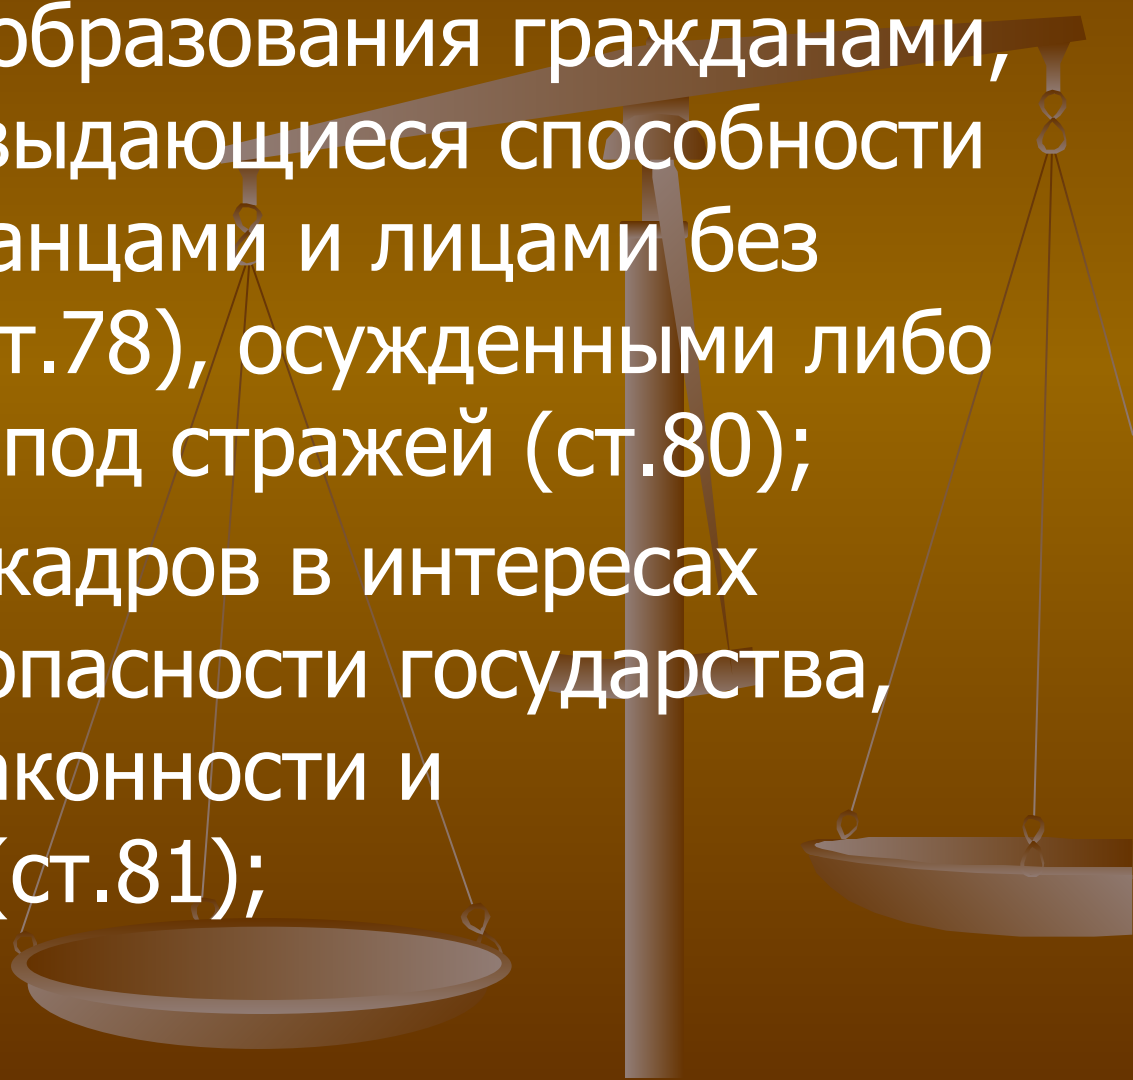 образования гражданами,
выдающиеся способности
анцами и лицами без
т.78), осужденными либо
под стражей (ст.80);
кадров в интересах
опасности государства,
аконности и
(ст.81);